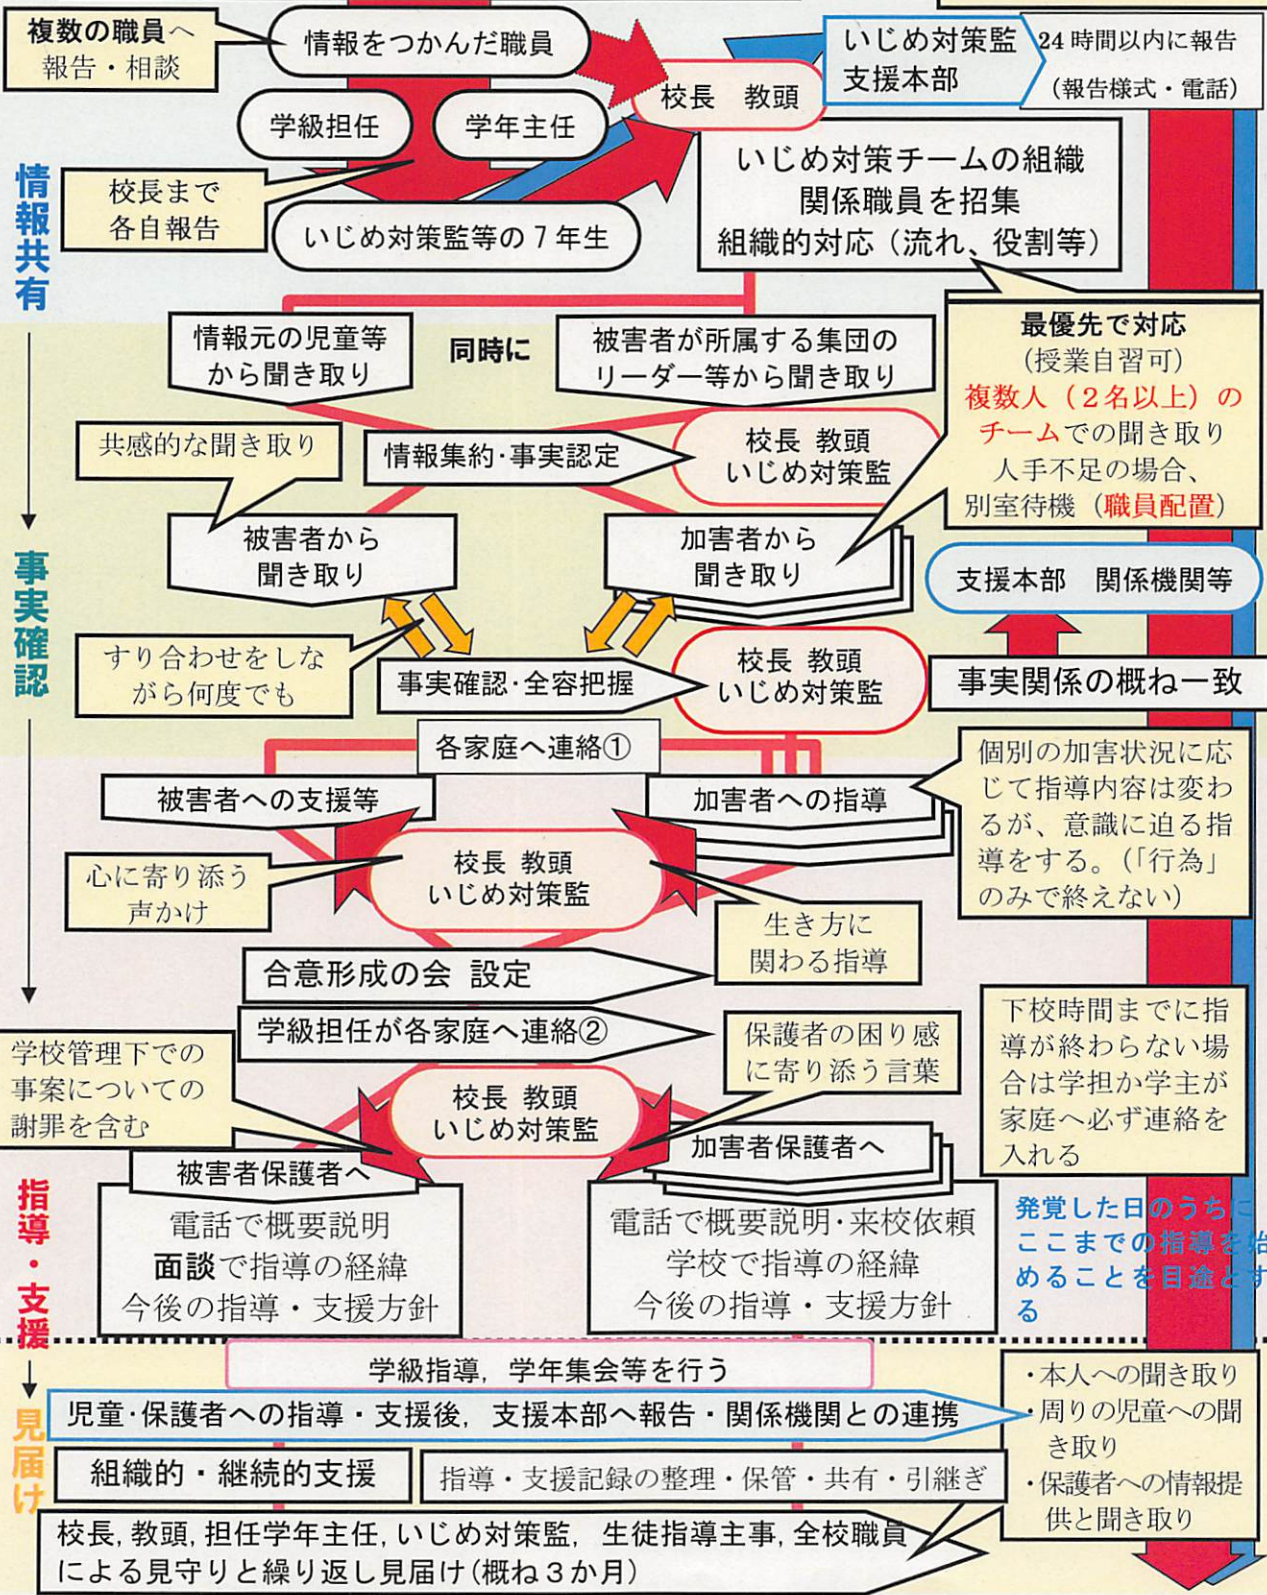 複数の職員へ
報告・相談
情報をつかんだ職員
校長　教頭
いじめ対策監
支援本部
24時間以内に報告
（報告様式・電話）
学級担任
学年主任
校長まで
各自報告
いじめ対策監等の７年生
いじめ対策チームの組織
関係職員を招集
組織的対応（流れ、役割等）
情報共有
情報元の児童等
から聞き取り
同時に
被害者が所属する集団の
リーダー等から聞き取り
最優先で対応
（授業自習可）
複数人（２名以上）の
チームでの聞き取り
人手不足の場合、
別室待機（職員配置）
共感的な聞き取り
情報集約・事実認定
校長 教頭
いじめ対策監
被害者から
聞き取り
加害者から
聞き取り
支援本部　関係機関等
事実確認
すり合わせをしな
がら何度でも
事実確認・全容把握
校長 教頭
いじめ対策監
事実関係の概ね一致
各家庭へ連絡①
被害者への支援等
加害者への指導
個別の加害状況に応
じて指導内容は変わ
るが、意識に迫る指
導をする。（「行為」
のみで終えない）
心に寄り添う
声かけ
校長 教頭
いじめ対策監
生き方に
関わる指導
合意形成の会 設定
学級担任が各家庭へ連絡②
学校管理下での
事案についての
謝罪を含む
校長 教頭
いじめ対策監
保護者の困り感
に寄り添う言葉
下校時間までに指
導が終わらない場
合は学担か学主が
家庭へ必ず連絡を
入れる
被害者保護者へ
電話で概要説明
面談で指導の経緯
今後の指導・支援方針
加害者保護者へ
電話で概要説明・来校依頼
学校で指導の経緯
今後の指導・支援方針
発覚した日のうちに
ここまでの指導を始
めることを目途とす
る
指導・支援
学級指導，学年集会等を行う
児童・保護者への指導・支援後，支援本部へ報告・関係機関との連携
・本人への聞き取り
・周りの児童への聞
き取り
・保護者への情報提
供と聞き取り
見届け
組織的・継続的支援
指導・支援記録の整理・保管・共有・引継ぎ
校長，教頭，担任学年主任，いじめ対策監，生徒指導主事，全校職員
による見守りと繰り返し見届け（概ね３か月）